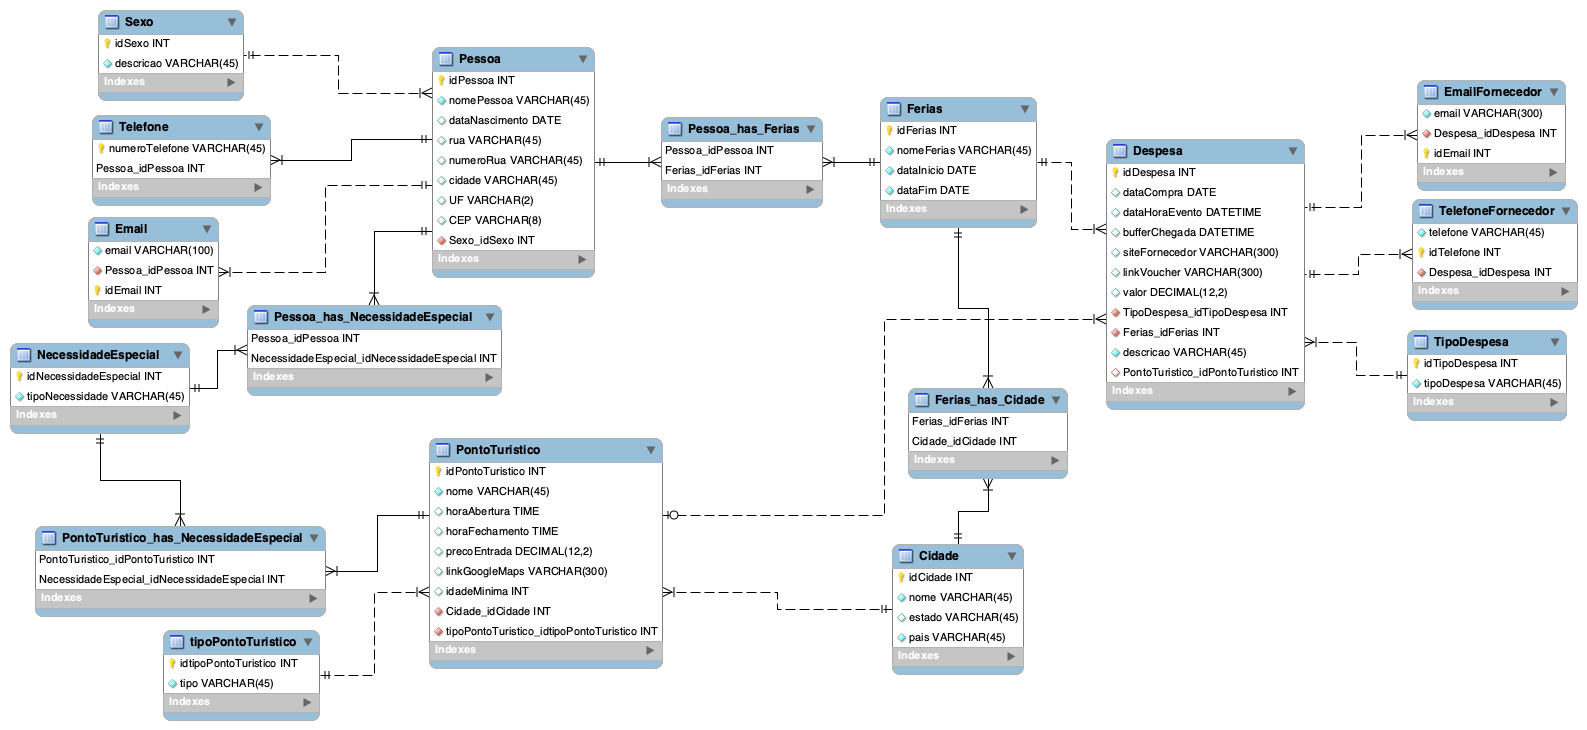 Sexo
idSexo INT
descricao VARCHAR(45)
Indexes
Telefone
numeroTelefone VARCHAR(45)
Pessoa_idPessoa INT
Indexes
Email
email VARCHAR(100)
Pessoa_idPessoa INT
idEmail INT
Indexes
Pessoa
idPessoa INT
nomePessoa VARCHAR(45)
dataNascimento DATE
rua VARCHAR(45)
numeroRua VARCHAR(45)
cidade VARCHAR(45)
UF VARCHAR(2)
CEP VARCHAR(8)
Sexo_idSexo INT
Indexes
Pessoa_has_Ferias
Pessoa_idPessoa INT
Ferias_idFerias INT
Indexes
Ferias
idFerias INT
nomeFerias VARCHAR(45)
dataInicio DATE
dataFim DATE
Indexes
Despesa
idDespesa INT
dataCompra DATE
dataHoraEvento DATETIME
bufferChegada DATETIME
siteFornecedor VARCHAR(300)
linkVoucher VARCHAR(300)
valor DECIMAL(12,2)
TipoDespesa_idTipoDespesa INT
Ferias_idFerias INT
descricao VARCHAR(45)
PontoTuristico_idPontoTuristico INT
Indexes
EmailFornecedor
email VARCHAR(300)
Despesa_idDespesa INT
idEmail INT
Indexes
TelefoneFornecedor
telefone VARCHAR(45)
idTelefone INT
Despesa_idDespesa INT
Indexes
TipoDespesa
idTipoDespesa INT
tipoDespesa VARCHAR(45)
Indexes
Pessoa_has_NecessidadeEspecial
Pessoa_idPessoa INT
NecessidadeEspecial_idNecessidadeEspecial INT
Indexes
NecessidadeEspecial
idNecessidadeEspecial INT
tipoNecessidade VARCHAR(45)
Indexes
Ferias_has_Cidade
Ferias_idFerias INT
Cidade_idCidade INT
Indexes
PontoTuristico
idPontoTuristico INT
nome VARCHAR(45)
horaAbertura TIME
horaFechamento TIME
precoEntrada DECIMAL(12,2)
linkGoogleMaps VARCHAR(300)
idadeMinima INT
Cidade_idCidade INT
tipoPontoTuristico_idtipoPontoTuristico INT
Indexes
PontoTuristico_has_NecessidadeEspecial
PontoTuristico_idPontoTuristico INT
NecessidadeEspecial_idNecessidadeEspecial INT
Indexes
Cidade
idCidade INT
nome VARCHAR(45)
estado VARCHAR(45)
pais VARCHAR(45)
Indexes
tipoPontoTuristico
idtipoPontoTuristico INT
tipo VARCHAR(45)
Indexes